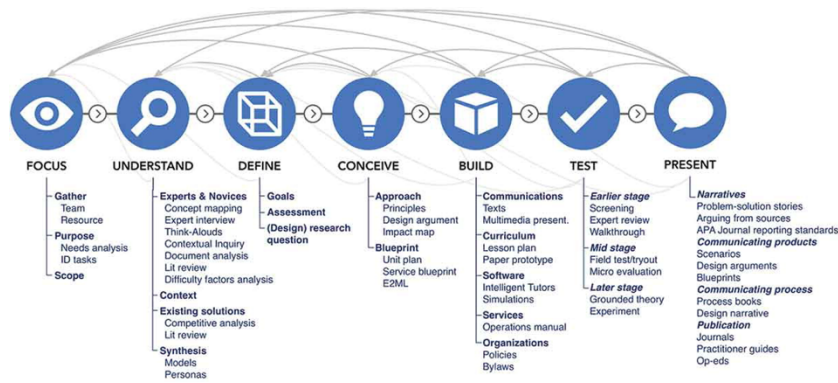 FOCUS
Gather
Team
Resource
Purpose
Needs analysis
ID tasks
Scope
UNDERSTAND
Experts & Novices
Concept mapping
Expert interview
Think-Alouds
Contextual Inquiry
Document analysis
Lit review
Difficulty factors analysis
Context
Existing solutions
Competitive analysis
Lit review
Synthesis
Models
Personas
DEFINE
Goals
Assessment
(Design) research
question
CONCEIVE
Approach
Principles
Design argument
Impact map
Blueprint
Unit plan
Service blueprint
E2ML
BUILD
Communications
Texts
Multimedia present.
Curriculum
Lesson plan
Paper prototype
Software
Intelligent Tutors
Simulations
Services
Operations manual
Organizations
Policies
Bylaws
TEST
Earlier stage
Screening
Expert review
Walkthrough
Mid stage
Field test/tryout
Micro evaluation
Later stage
Grounded theory
Experiment
PRESENT
Narratives
Problem-solution stories
Arguing from sources
APA Journal reporting standards
Communicating products
Scenarios
Design arguments
Blueprints
Communicating process
Process books
Design narrative
Publication
Journals
Practitioner guides
Op-eds